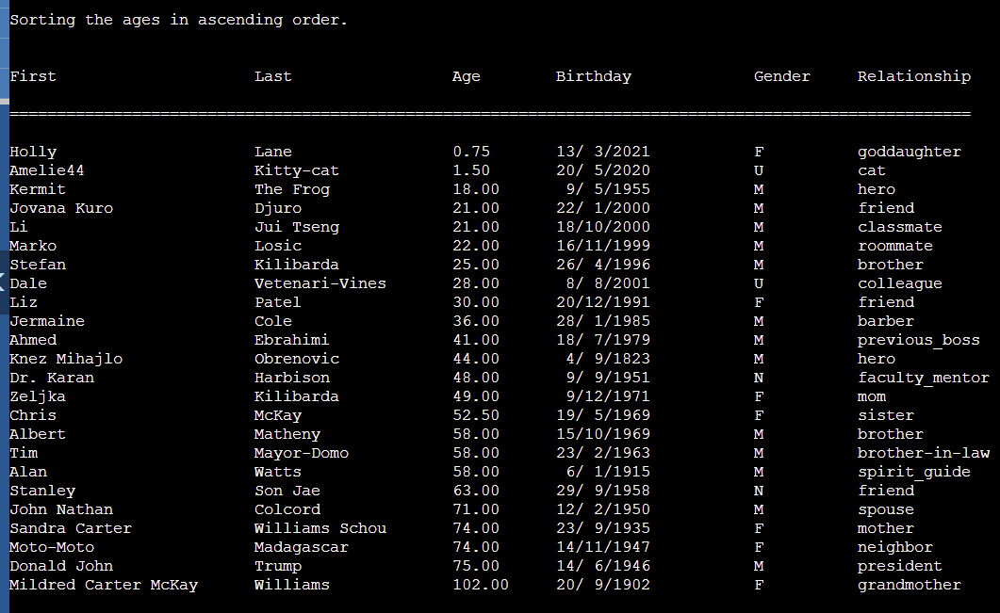 Sorting the ages in ascending order.
First Last Age Birthday Gender Relationship
======================================================================================================
Holly Lane 0.75 13/ 3/2021 F goddaughter
Amelie44 Kitty-cat 1.50 20/ 5/2020 U cat
Kermit The Frog 18.00 9/ 5/1955 M hero
Jovana Kuro Djuro 21.00 22/ 1/2000 M friend
Li Jui Tseng 21.00 18/10/2000 M classmate
Marko Losic 22.00 16/11/1999 M roommate
Stefan Kilibarda 25.00 26/ 4/1996 M brother
Dale Vetenari-Vines 28.00 8/ 8/2001 U colleague
Liz Patel 30.00 20/12/1991 F friend
Jermaine Cole 36.00 28/ 1/1985 M barber
Ahmed Ebrahimi 41.00 18/ 7/1979 M previous_boss
Knez Mihajlo Obrenovic 44.00 4/ 9/1823 M hero
Dr. Karan Harbison 48.00 9/ 9/1951 N faculty_mentor
Zeljka Kilibarda 49.00 9/12/1971 F mom
Chris McKay 52.50 19/ 5/1969 F sister
Albert Matheny 58.00 15/10/1969 M brother
Tim Mayor-Domo 58.00 23/ 2/1963 M brother-in-law
Alan Watts 58.00 6/ 1/1915 M spirit_guide
Stanley Son Jae 63.00 29/ 9/1958 N friend
John Nathan Colcord 71.00 12/ 2/1950 M spouse
Sandra Carter Williams Schou 74.00 23/ 9/1935 F mother
Moto-Moto Madagascar 74.00 14/11/1947 F neighbor
Donald John Trump 75.00 14/ 6/1946 M president
Mildred Carter McKay Williams 102.00 20/ 9/1902 F grandmother